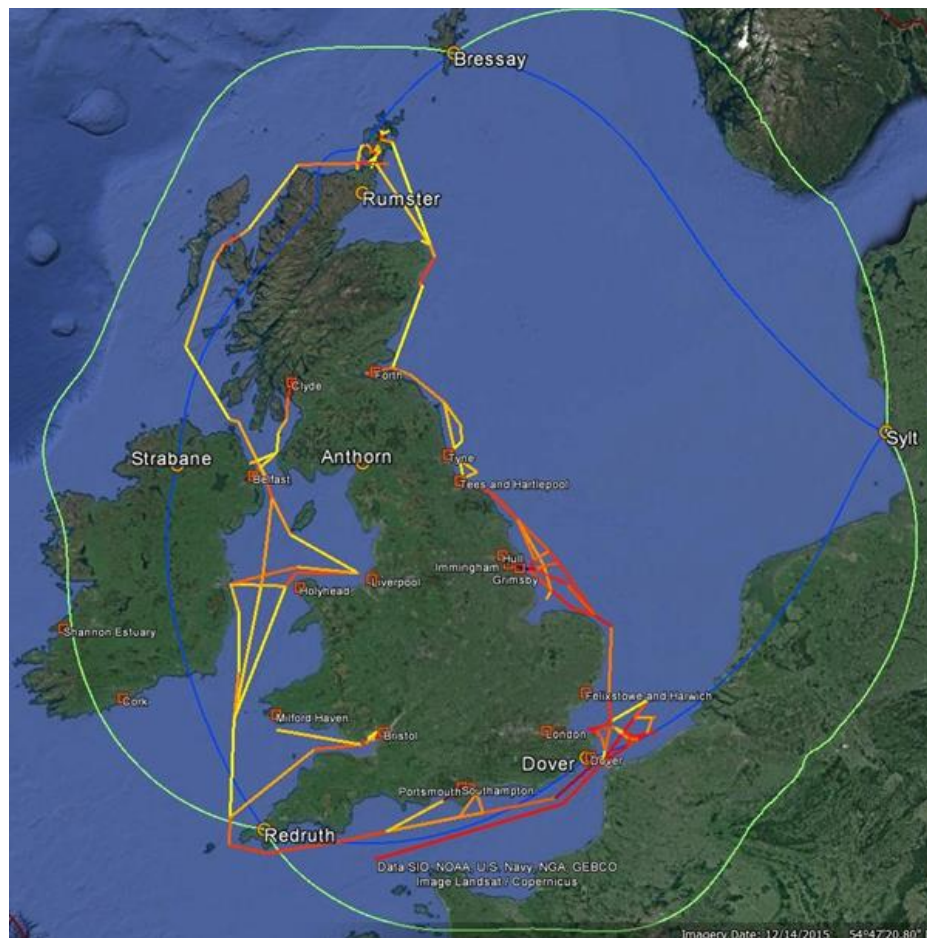 Bressay
Rumster
Forth
Clyde
Sylt
Strabane
Anthorn
Tyne
Belfast
Tees and Hartlepool
Hull
Immingham
Grimsby
Liverpool
Holyhead
Shannon Estuary
Felixstowe and Harwich
Cork
Milford Haven
Bristol
London
Dover
Dover
Portsmouth
Southampton
Redruth
Data SIO, NOAA, U.S. Navy, NGA, GEBCO
Image Landsat / Copernicus
Imagery Date: 12/14/2015 54°47'20.80"